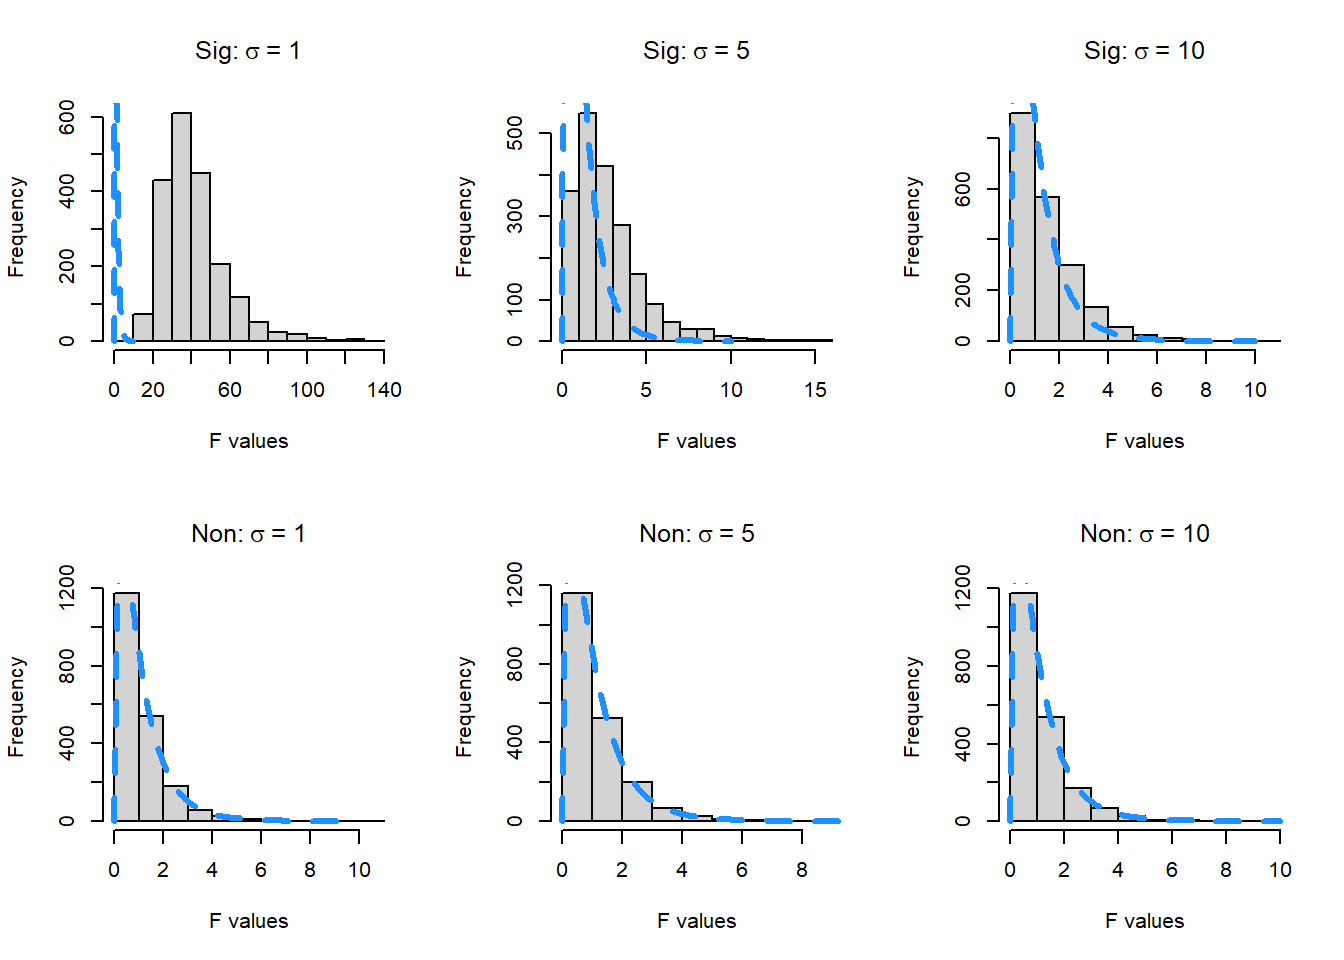 Sig: σ = 1
Frequency
0 200 400 600
0 20 60 100 140
F values
Sig: σ = 5
Frequency
0 100 300 500
0 5 10 15
F values
Sig: σ = 10
Frequency
0 200 600
0 2 4 6 8 10
F values
Non: σ = 1
Frequency
0 400 800 1200
0 2 4 6 8 10
F values
Non: σ = 5
Frequency
0 400 800 1200
0 2 4 6 8
F values
Non: σ = 10
Frequency
0 400 800 1200
0 2 4 6 8 10
F values